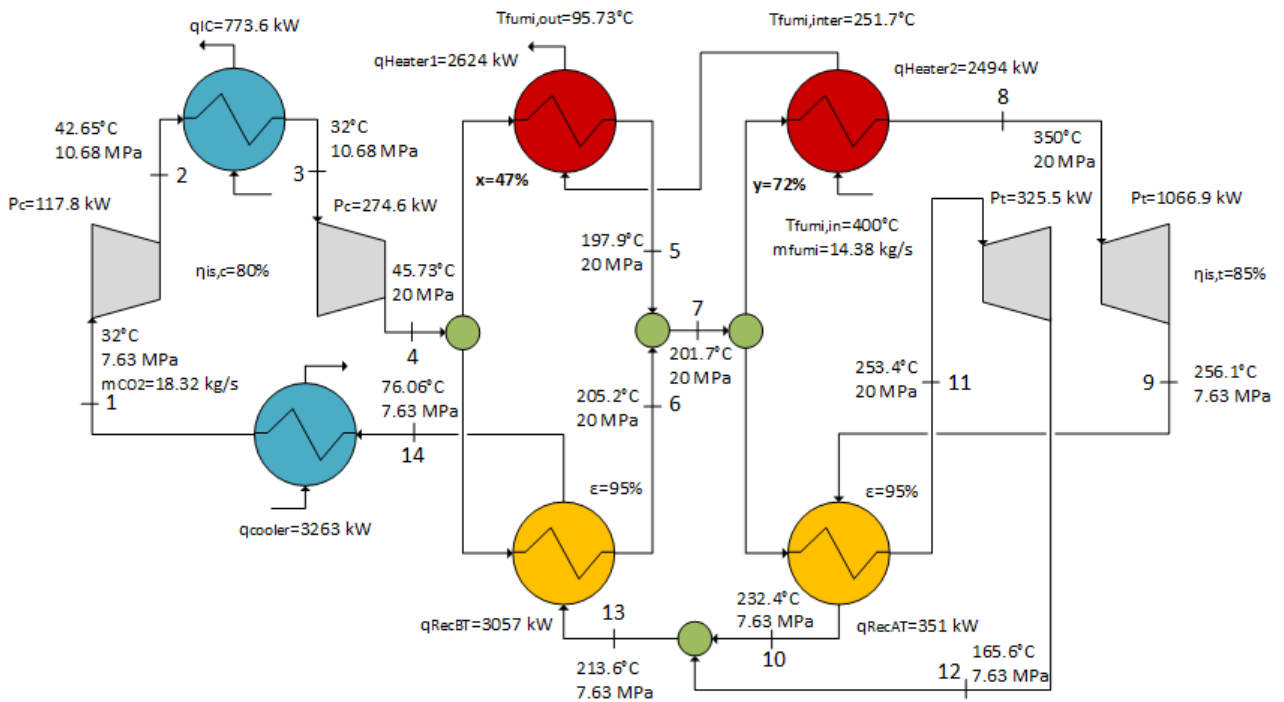 qIC=773.6 kW
Tfumi,out=95.73°C
Tfumi,inter=251.7°C
qHeater1=2624 kW
qHeater2=2494 kW
8
42.65°C
10.68 MPa
32°C
10.68 MPa
350°C
20 MPa
2
3
x=47%
y=72%
Pc=117.8 kW
Pc=274.6 kW
Pt=325.5 kW
Pt=1066.9 kW
Tfumi,in=400°C
mfumi=14.38 kg/s
197.9°C
20 MPa
5
ηis,c=80%
45.73°C
20 MPa
ηis,t=85%
7
32°C
7.63 MPa
mCO2=18.32 kg/s
4
201.7°C
20 MPa
1
76.06°C
7.63 MPa
205.2°C
20 MPa
6
253.4°C
20 MPa
11
9
256.1°C
7.63 MPa
14
ε=95%
ε=95%
qcooler=3263 kW
13
232.4°C
7.63 MPa
qRecBT=3057 kW
qRecAT=351 kW
10
213.6°C
7.63 MPa
12
165.6°C
7.63 MPa